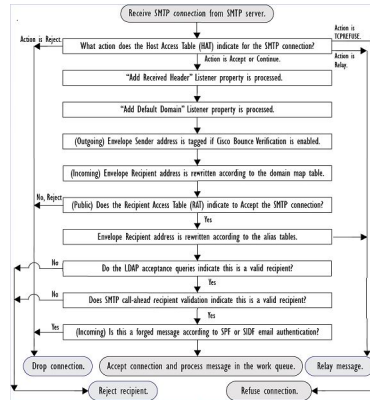 Receive SMTP connection from SMTP server.
Action is Reject.
What action does the Host Access Table (HAT) indicate for the SMTP connection?
Action is
TCPREFUSE.
Action is
Relay.
Action is Accept or Continue.
“Add Received Header” Listener property is processed.
“Add Default Domain” Listener property is processed.
(Outgoing) Envelope Sender address is tagged if Cisco Bounce Verification is enabled.
(Incoming) Envelope Recipient address is rewritten according to the domain map table.
No, Reject
(Public) Does the Recipient Access Table (RAT) indicate to Accept the SMTP connection?
Yes
Envelope Recipient address is rewritten according to the alias tables.
No
Do the LDAP acceptance queries indicate this is a valid recipient?
Yes
No
Does SMTP call-ahead recipient validation indicate this is a valid recipient?
Yes
Yes
(Incoming) Is this a forged message according to SPF or SIDF email authentication?
Drop connection.
Accept connection and process message in the work queue.
Relay message.
Reject recipient.
Refuse connection.